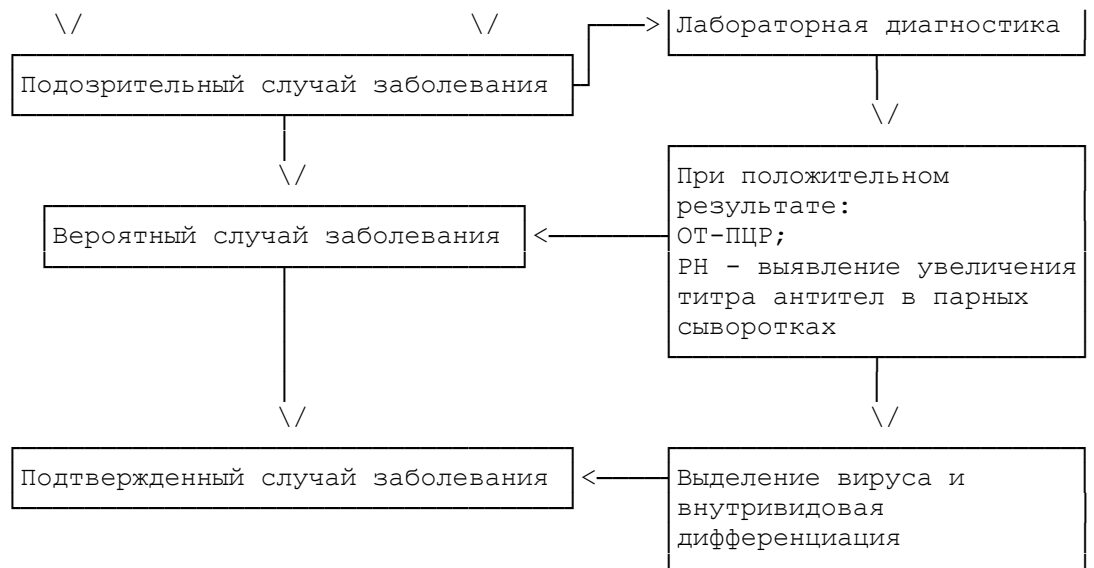 Лабораторная диагностика
Подозрительный случай заболевания
При положительном
результате:
ОТ-ПЦР;
РН - выявление увеличения
титра антител в парных
сыворотках
Вероятный случай заболевания
Подтвержденный случай заболевания
Выделение вируса и
внутривидовая
дифференциация